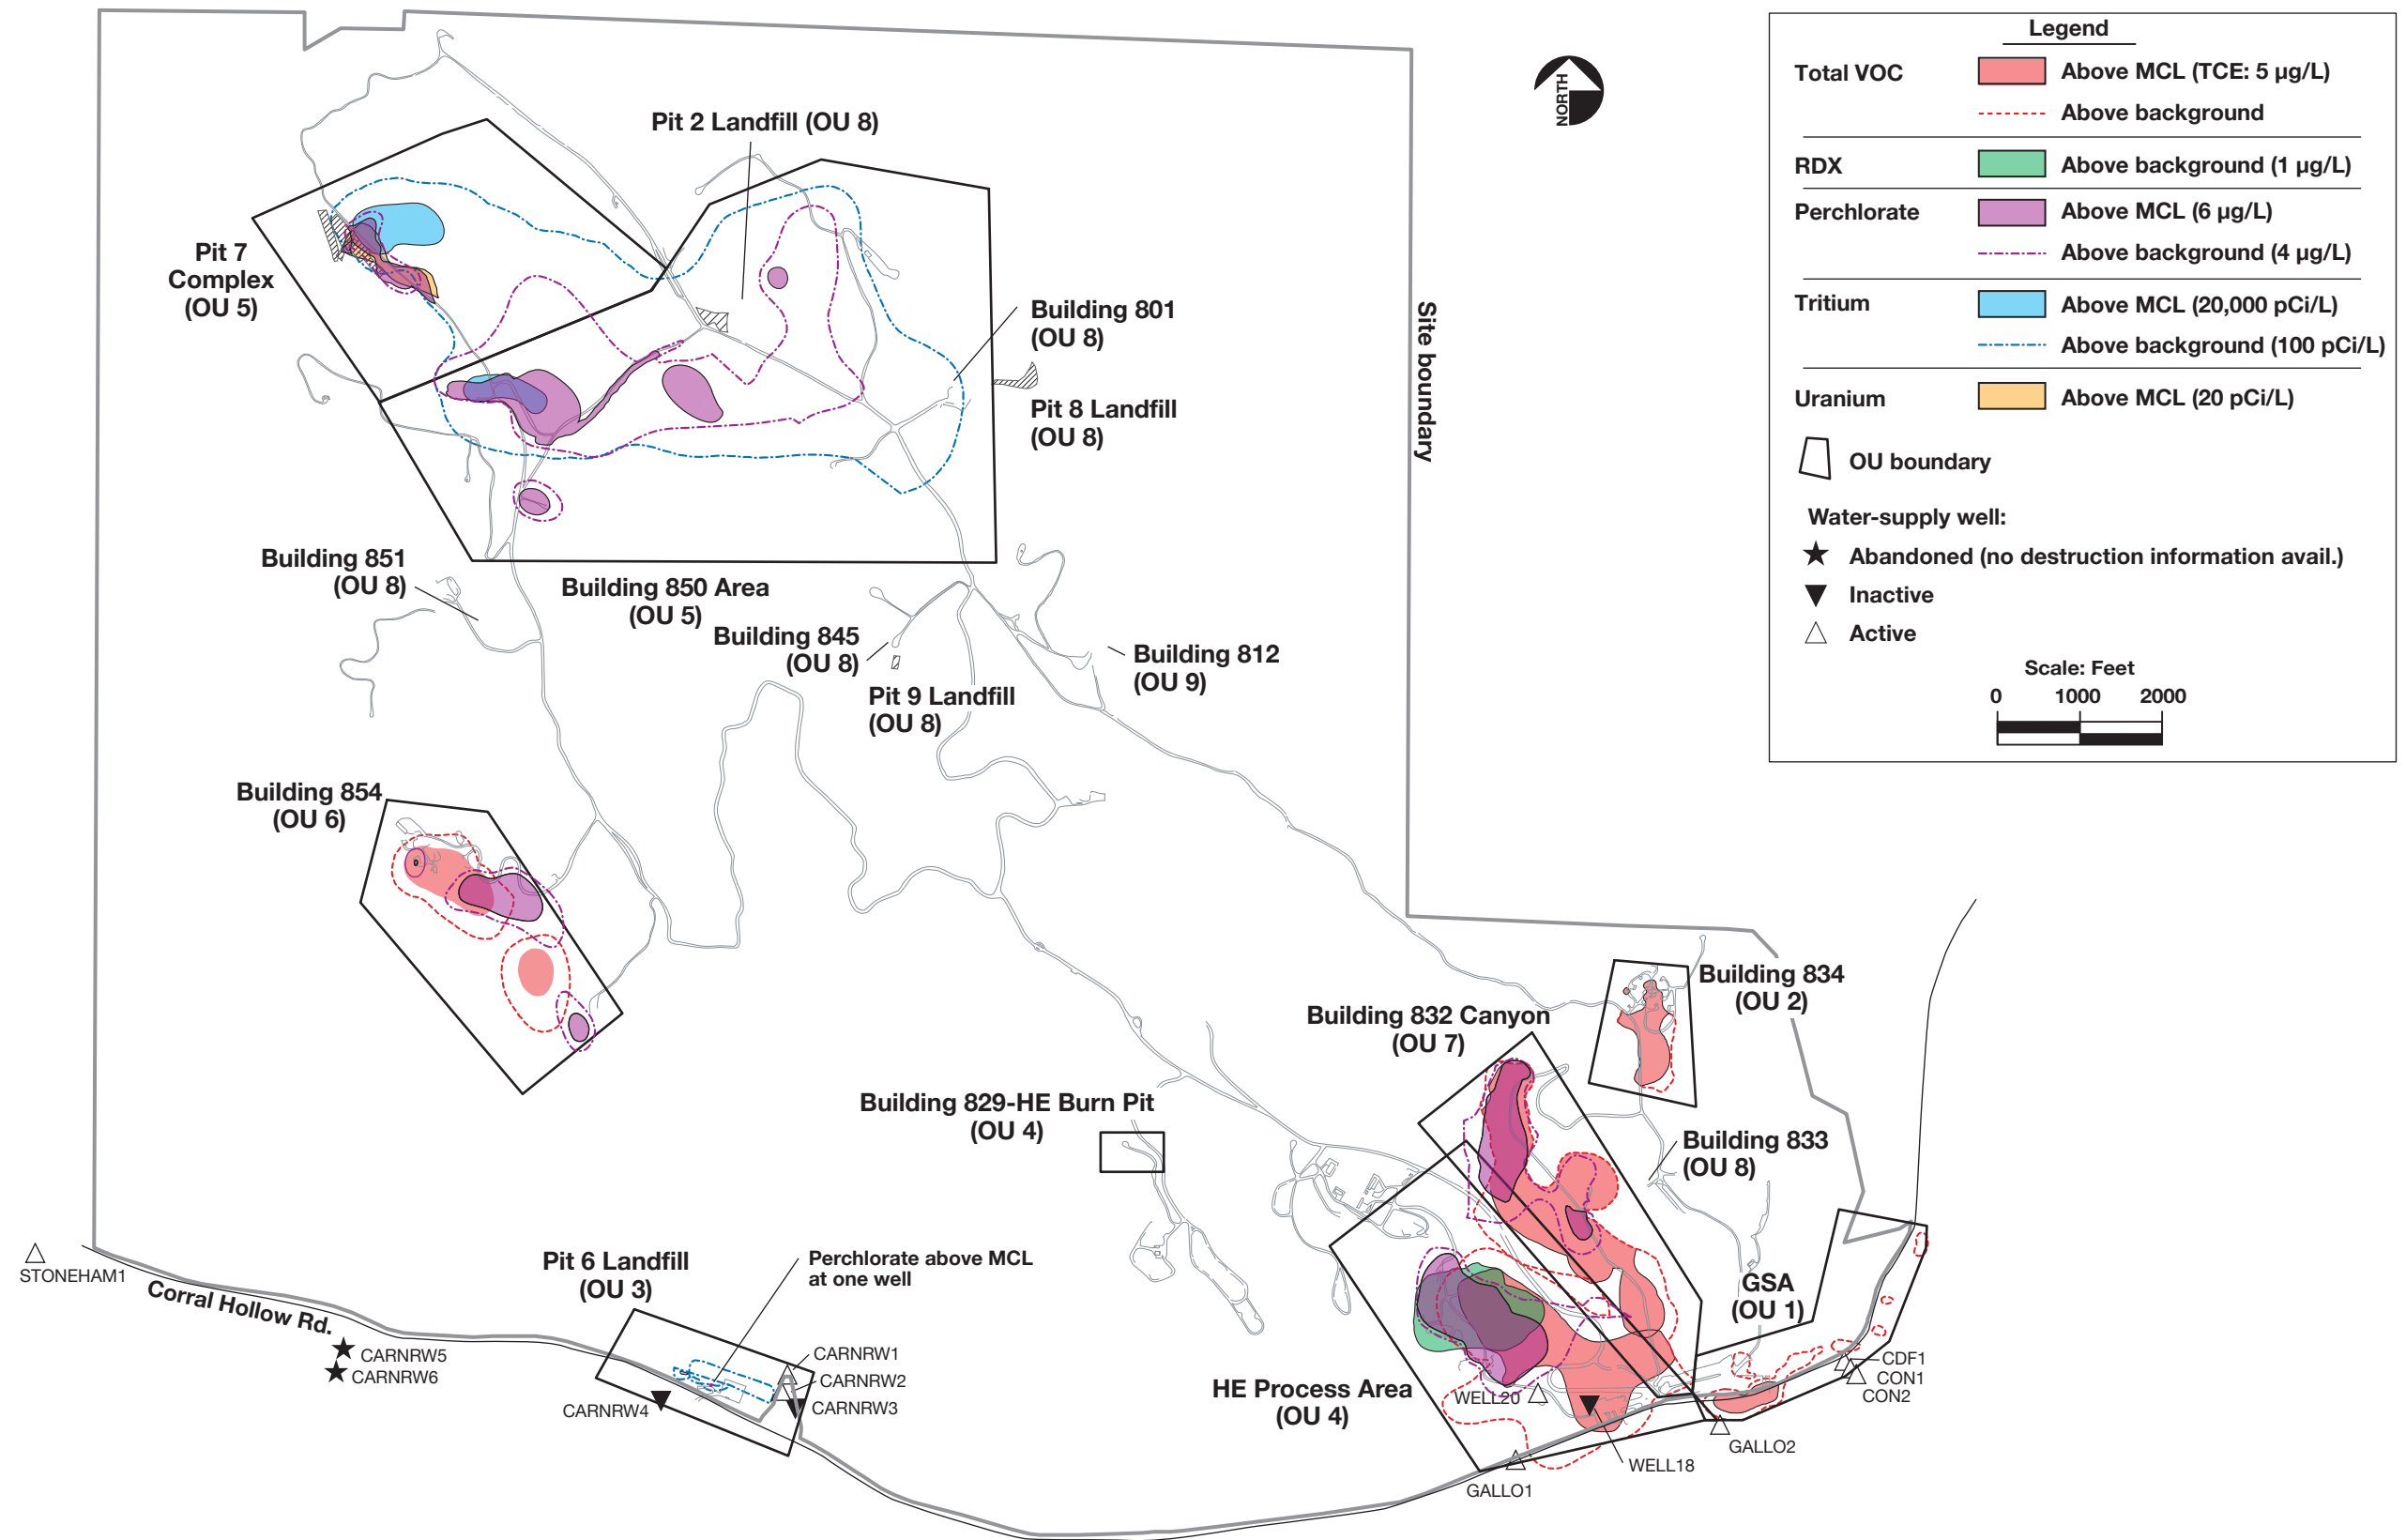 Legend
Total VOC
Above MCL (TCE: 5 µg/L)
Above background
RDX
Above background (1 µg/L)
Perchlorate
Above MCL (6 µg/L)
Above background (4 µg/L)
Tritium
Above MCL (20,000 pCi/L)
Above background (100 pCi/L)
Uranium
Above MCL (20 pCi/L)
OU boundary
Water-supply well:
Abandoned (no destruction information avail.)
Inactive
Active
Scale: Feet
0 1000 2000
NORTH
Site boundary
Pit 2 Landfill (OU 8)
Pit 7
Complex
(OU 5)
Building 801
(OU 8)
Pit 8 Landfill
(OU 8)
Building 851
(OU 8)
Building 850 Area
(OU 5)
Building 845
(OU 8)
Pit 9 Landfill
(OU 8)
Building 812
(OU 9)
Building 854
(OU 6)
Building 834
(OU 2)
Building 832 Canyon
(OU 7)
Building 829-HE Burn Pit
(OU 4)
Building 833
(OU 8)
GSA
(OU 1)
Pit 6 Landfill
(OU 3)
Perchlorate above MCL
at one well
STONEHAM1
Corral Hollow Rd.
CARNRW5
CARNRW6
CARNRW1
CARNRW2
CARNRW3
CARNRW4
HE Process Area
(OU 4)
WELL20
WELL18
GALLO1
GALLO2
CDF1
CON1
CON2